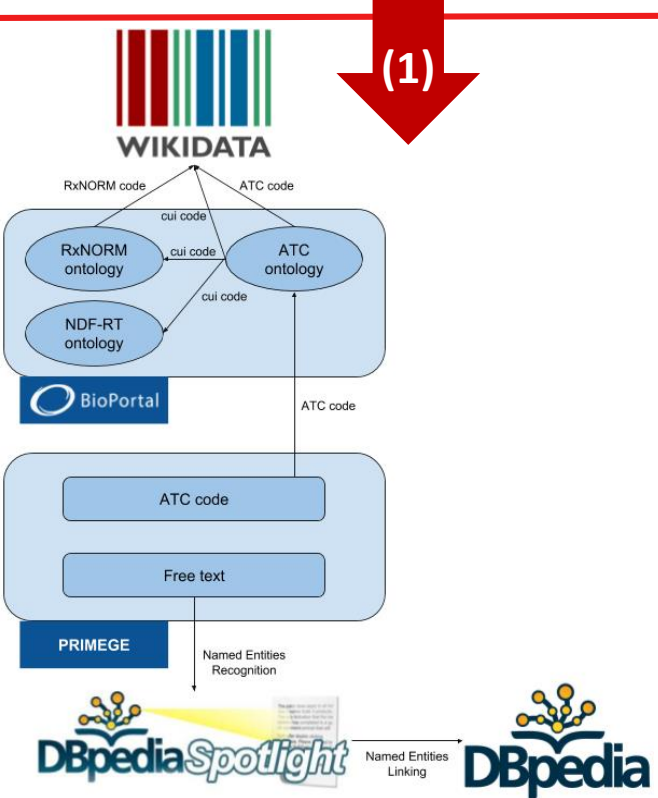 (1)
WIKIDATA
RxNORM code
ATC code
cui code
RxNORM
ontology
cui code
ATC
ontology
cui code
NDF-RT
ontology
BioPortal
ATC code
ATC code
Free text
PRIMEGE
Named Entities
Recognition
DBpedia Spotlight
Named Entities
Linking
DBpedia